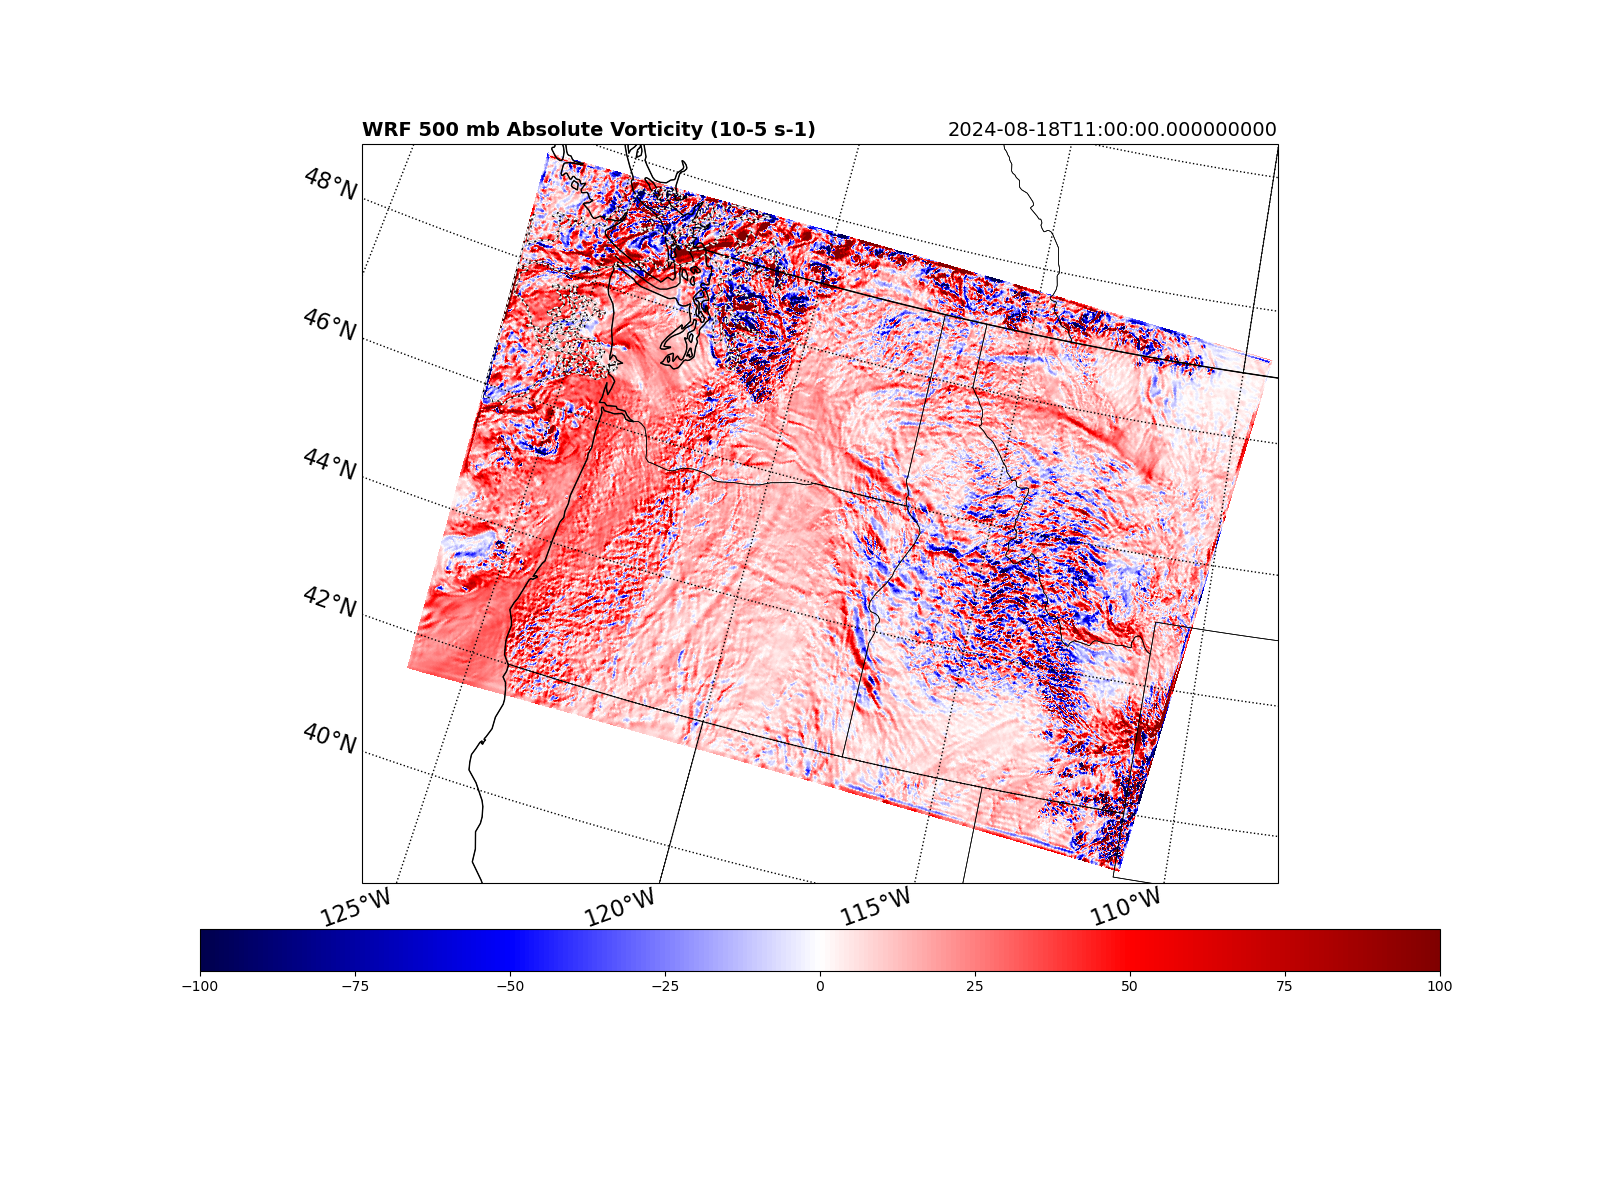 WRF 500 mb Absolute Vorticity (10-5 s-1)
2024-08-18T11:00:00.000000000
48°N
46°N
44°N
42°N
40°N
125°W
120°W
115°W
110°W
−100
−75
−50
−25
0
25
50
75
100